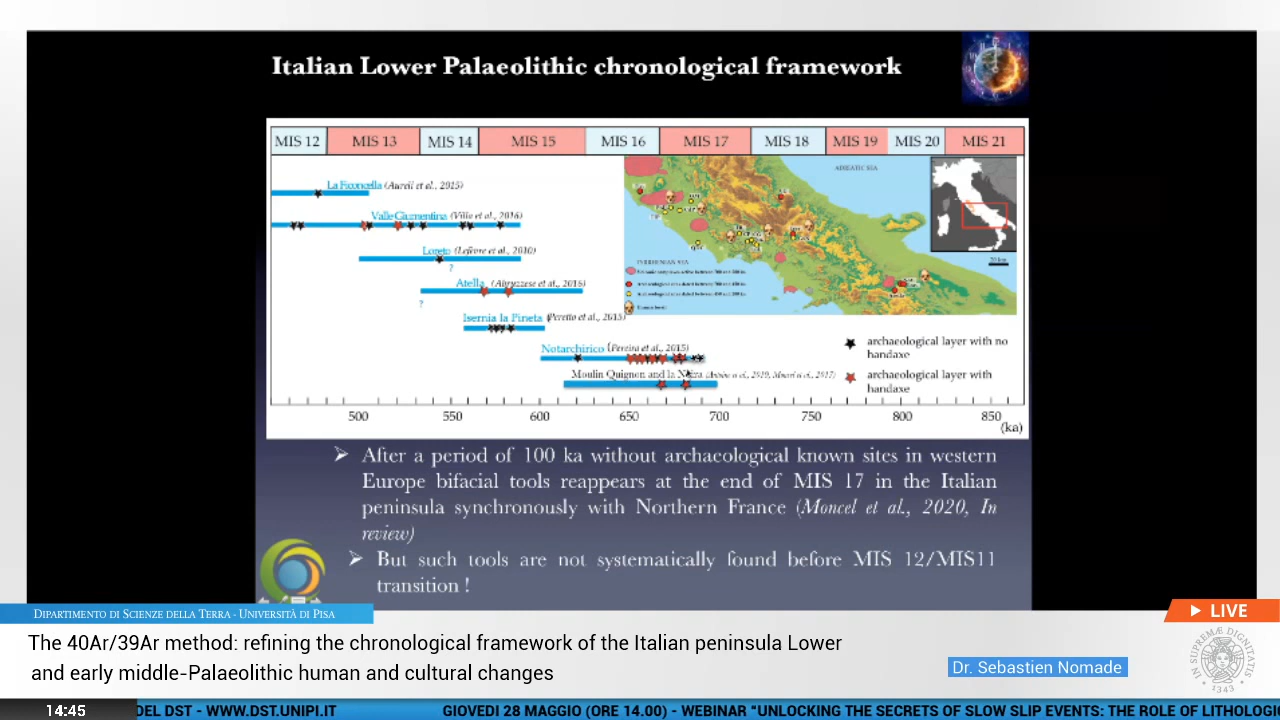 Italian Lower Palaeolithic chronological framework
MIS 12 MIS 13 MIS 14 MIS 15 MIS 16 MIS 17 MIS 18 MIS 19 MIS 20 MIS 21
ADRIATIC SEA
La Ficoncella (Aureli et al., 2015)
Valle Giumentina (Villa et al., 2016)
Loreto (Lefèvre et al., 2010)
?
Atella (Abruzzese et al., 2016)
?
Isernia la Pineta (Peretto et al., 2015)
Notarchirico (Pereira et al., 2015)
Moulin Quignon and la Noira
archaeological layer with no
handaxe
archaeological layer with
handaxe
500 550 600 650 700 750 800 850
(ka)
➢ After a period of 100 ka without archaeological known sites in western
Europe bifacial tools reappears at the end of MIS 17 in the Italian
peninsula synchronously with Northern France (Moncel et al., 2020, In
review)
➢ But such tools are not systematically found before MIS 12/MIS11
transition !
DIPARTIMENTO DI SCIENZE DELLA TERRA - UNIVERSITÀ DI PISA
LIVE
The 40Ar/39Ar method: refining the chronological framework of the Italian peninsula Lower
and early middle-Palaeolithic human and cultural changes
Dr. Sebastien Nomade
IN SUPREMÆ DIGNITATIS
1343
14:45 DEL DST - WWW.DST.UNIPI.IT GIOVEDI 28 MAGGIO (ORE 14.00) - WEBINAR "UNLOCKING THE SECRETS OF SLOW SLIP EVENTS: THE ROLE OF LITHOLOGI